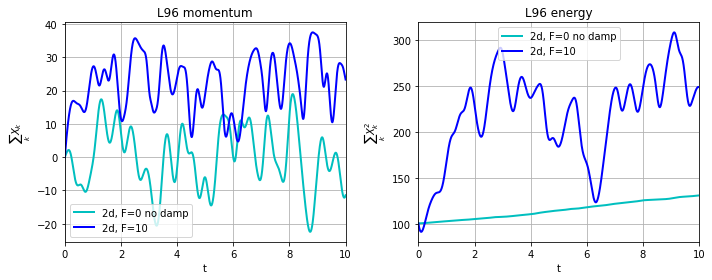 L96 momentum
40
30
20
10
0
−10
−20
∑ X_k
k
2d, F=0 no damp
2d, F=10
0 2 4 6 8 10
t
L96 energy
300
250
200
150
100
∑ X_k^2
k
2d, F=0 no damp
2d, F=10
0 2 4 6 8 10
t